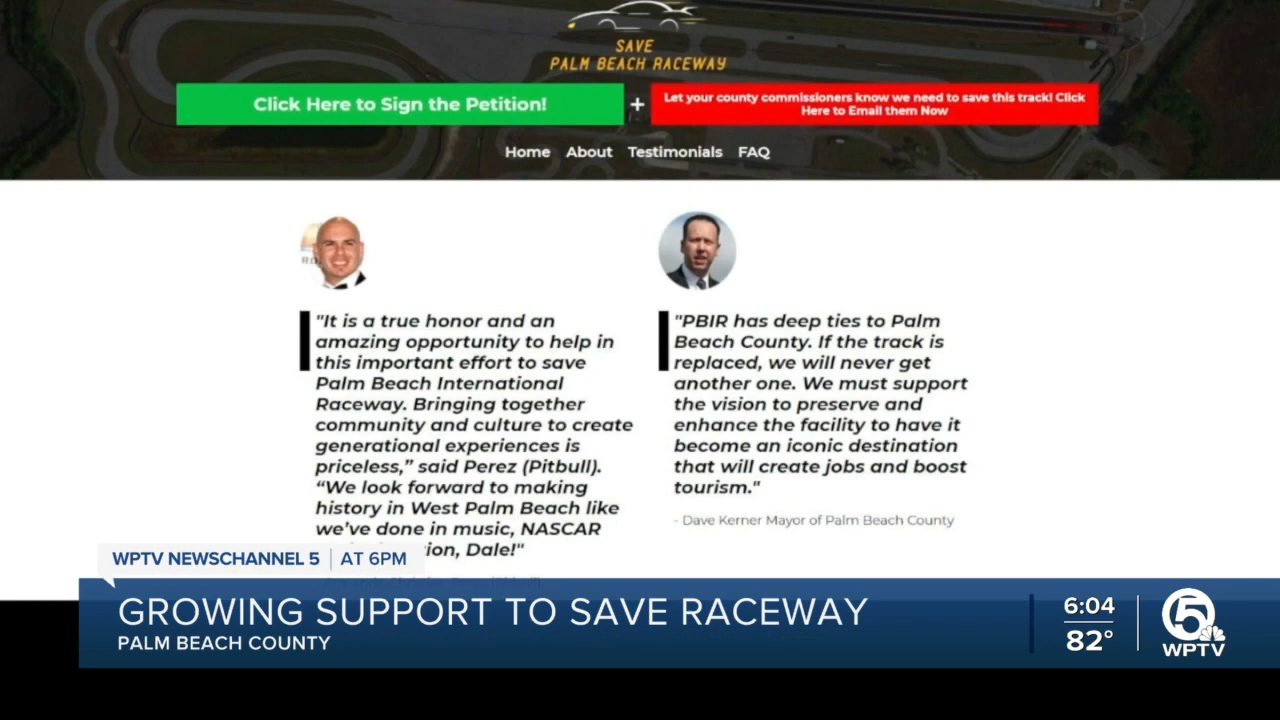 SAVE
PALM BEACH RACEWAY
Click Here to Sign the Petition!
+
Let your county commissioners know we need to save this track! Click
Here to Email them Now
Home About Testimonials FAQ
"It is a true honor and an
amazing opportunity to help in
this important effort to save
Palm Beach International
Raceway. Bringing together
community and culture to create
generational experiences is
priceless,” said Perez (Pitbull).
“We look forward to making
history in West Palm Beach like
we’ve done in music, NASCAR
Dale!"
"PBIR has deep ties to Palm
Beach County. If the track is
replaced, we will never get
another one. We must support
the vision to preserve and
enhance the facility to have it
become an iconic destination
that will create jobs and boost
tourism."
- Dave Kerner Mayor of Palm Beach County
WPTV NEWSCHANNEL 5 | AT 6PM
GROWING SUPPORT TO SAVE RACEWAY
PALM BEACH COUNTY
6:04
82°
5
WPTV